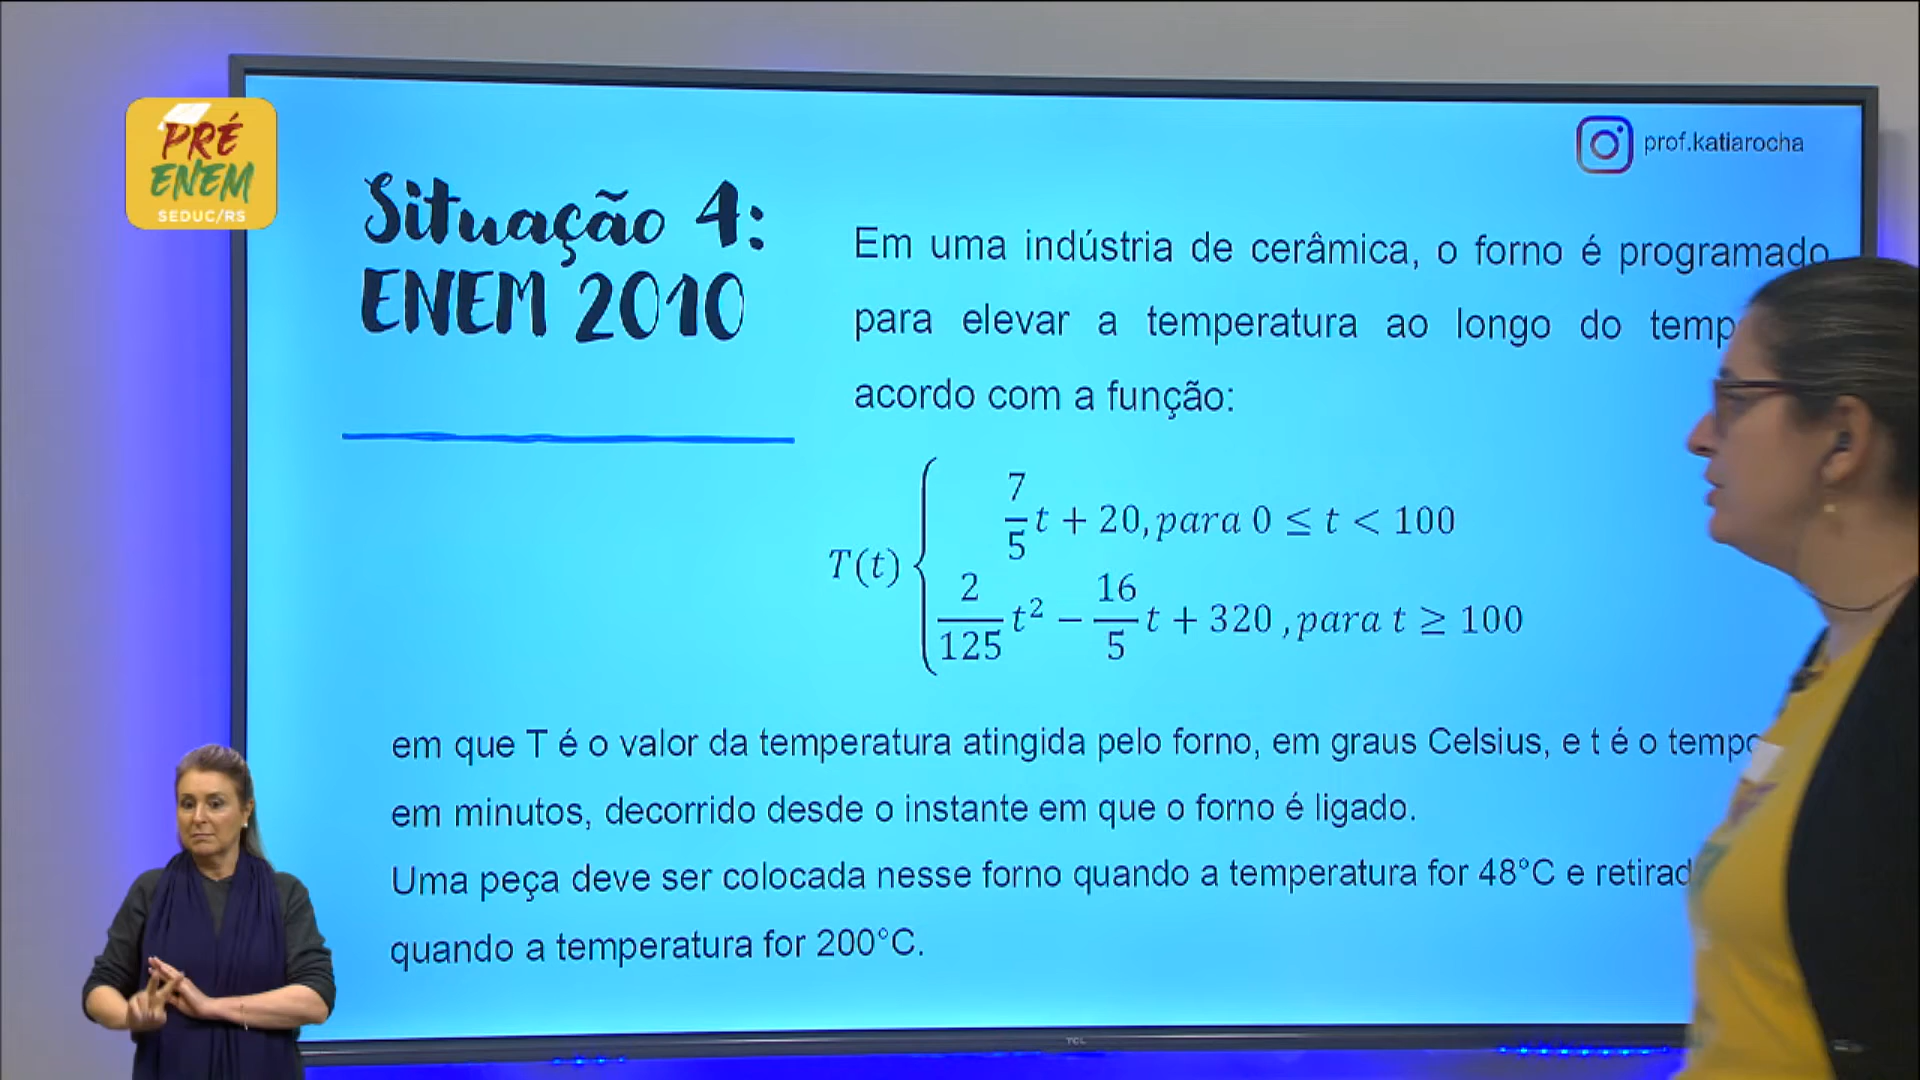 PRÉ
ENEM
SEDUC/RS
prof.katiarocha
Situação 4:
ENEM 2010
Em uma indústria de cerâmica, o forno é programado
para elevar a temperatura ao longo do
acordo com a função:
T(t) { 7/5 t + 20, para 0 ≤ t < 100
2/125 t² − 16/5 t + 320 , para t ≥ 100
em que T é o valor da temperatura atingida pelo forno, em graus Celsius, e t é o tempo
em minutos, decorrido desde o instante em que o forno é ligado.
Uma peça deve ser colocada nesse forno quando a temperatura for 48°C e
quando a temperatura for 200°C.
TCL